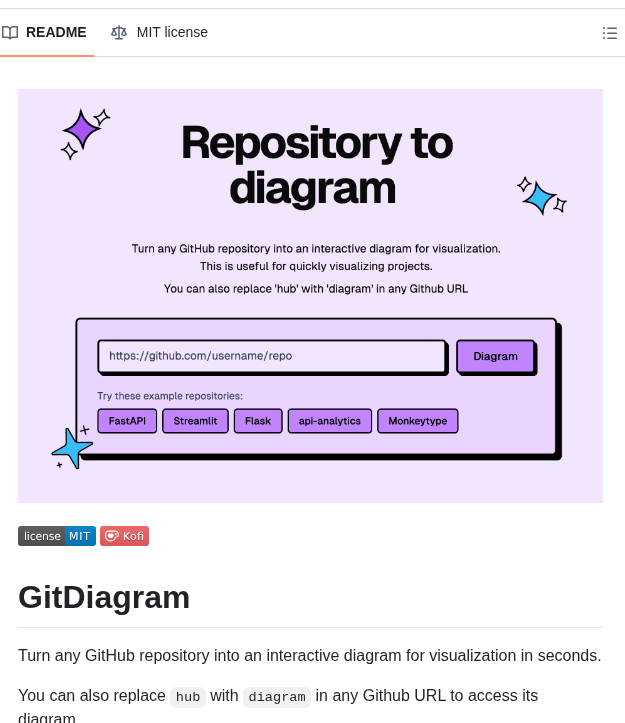 README MIT license
Repository to
diagram
Turn any GitHub repository into an interactive diagram for visualization.
This is useful for quickly visualizing projects.
You can also replace 'hub' with 'diagram' in any Github URL
https://github.com/username/repo Diagram
Try these example repositories:
FastAPI Streamlit Flask api-analytics Monkeytype
license MIT Kofi
GitDiagram
Turn any GitHub repository into an interactive diagram for visualization in seconds.
You can also replace hub with diagram in any Github URL to access its
diagram